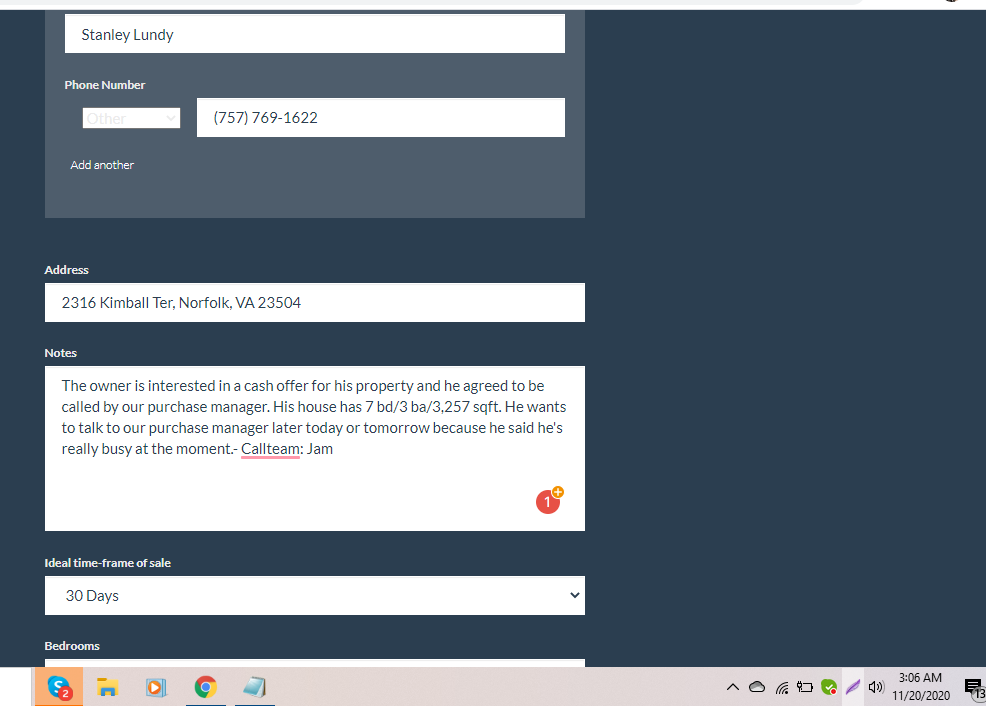 Stanley Lundy
Phone Number
Other
(757) 769-1622
Add another
Address
2316 Kimball Ter, Norfolk, VA 23504
Notes
The owner is interested in a cash offer for his property and he agreed to be
called by our purchase manager. His house has 7 bd/3 ba/3,257 sqft. He wants
to talk to our purchase manager later today or tomorrow because he said he's
really busy at the moment.- Callteam: Jam
1
Ideal time-frame of sale
30 Days
Bedrooms
S
2
3:06 AM
11/20/2020
13